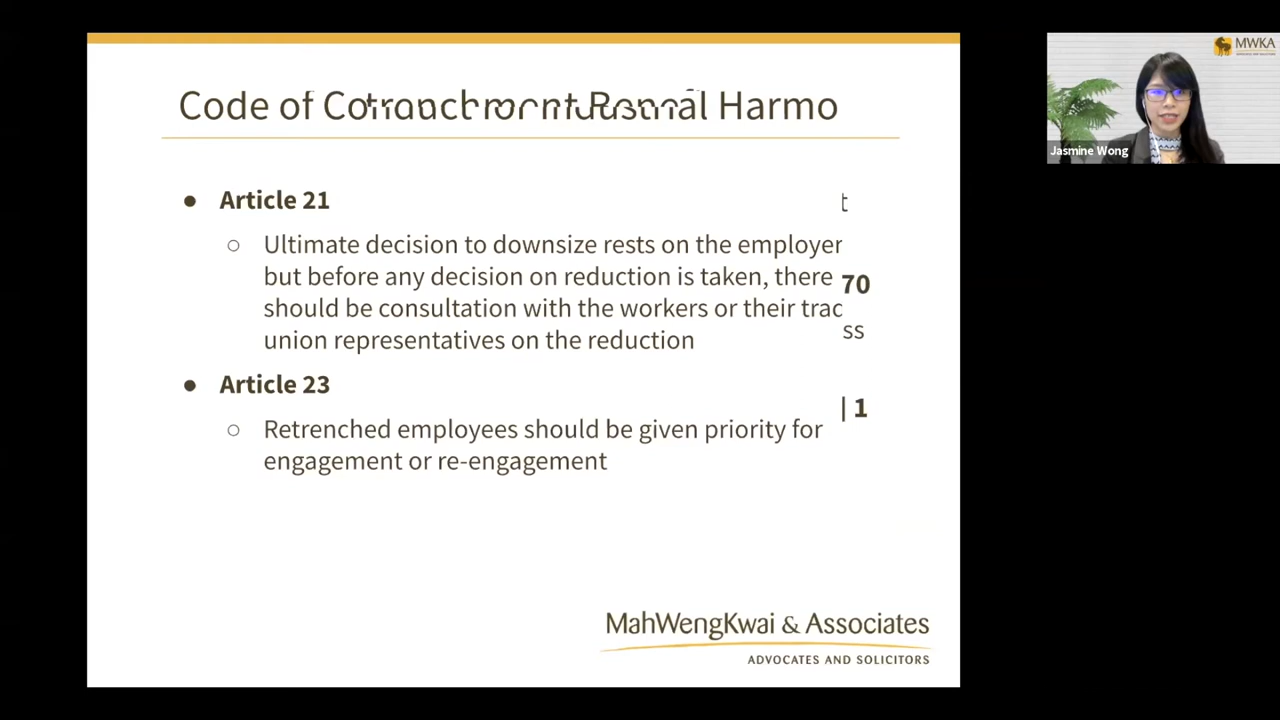 MWKA
Code of Co al Harmo
Jasmine Wong
Article 21
t
Ultimate decision to downsize rests on the employer
but before any decision on reduction is taken, there
70
should be consultation with the workers or their trac
ss
union representatives on the reduction
Article 23
| 1
Retrenched employees should be given priority for
engagement or re-engagement
MahWengKwai & Associates
ADVOCATES AND SOLICITORS